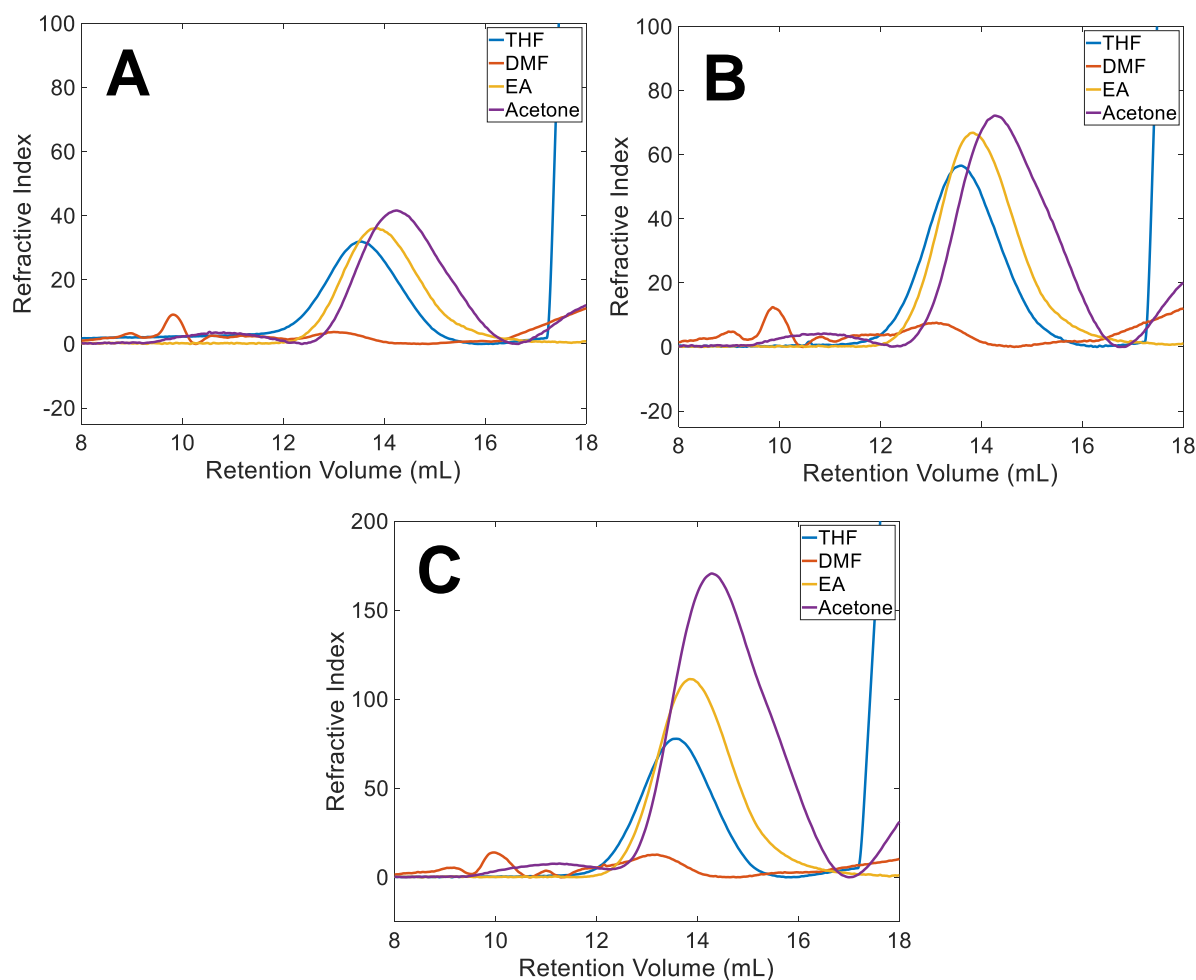 A
100
80
60
40
20
0
-20
8 10 12 14 16 18
Refractive Index
Retention Volume (mL)
THF
DMF
EA
Acetone
B
100
80
60
40
20
0
-20
8 10 12 14 16 18
Refractive Index
Retention Volume (mL)
THF
DMF
EA
Acetone
C
200
150
100
50
0
8 10 12 14 16 18
Refractive Index
Retention Volume (mL)
THF
DMF
EA
Acetone